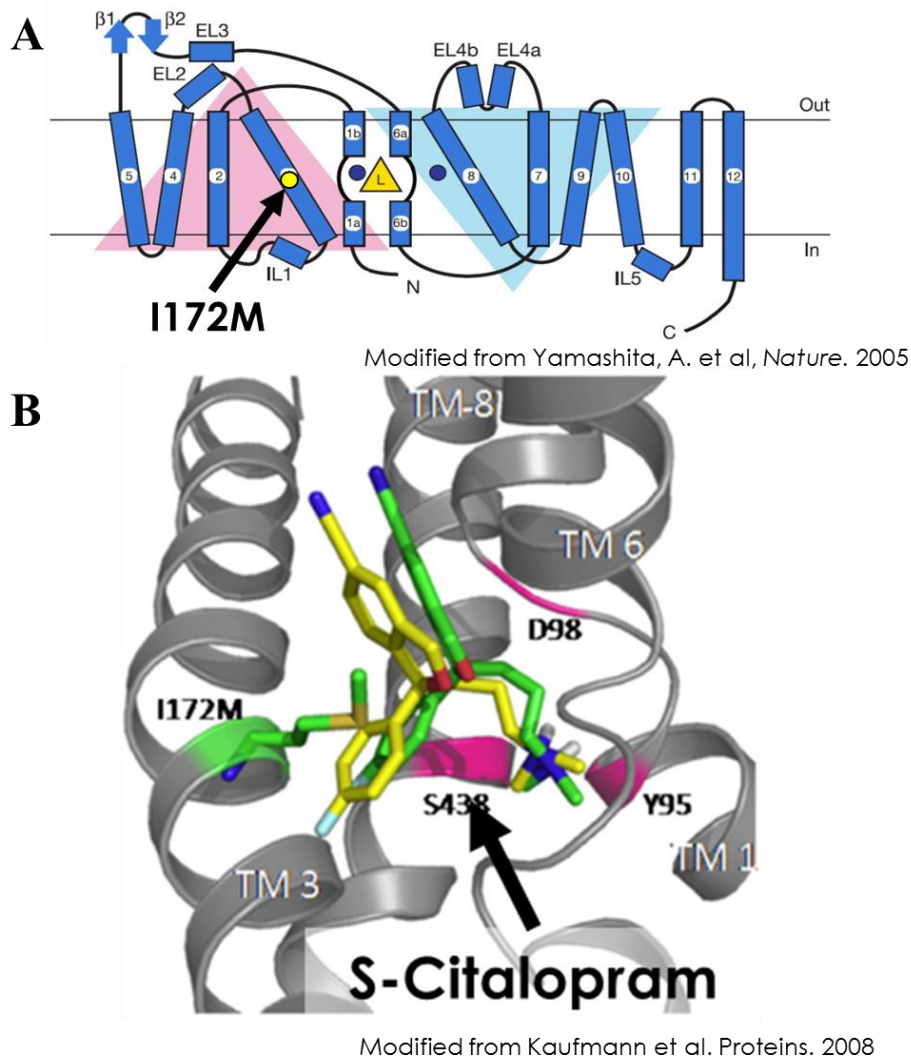 A
β1 β2
EL3
EL2
EL4b EL4a
Out
1b 6a
5 4 2 L 8 7 9 10 11 12
1a 6b
IL1
In
IL5
N
I172M
C
Modified from Yamashita, A. et al, Nature. 2005
B
TM-8
TM 6
D98
I172M
S438
Y95
TM 1
TM 3
S-Citalopram
Modified from Kaufmann et al. Proteins. 2008